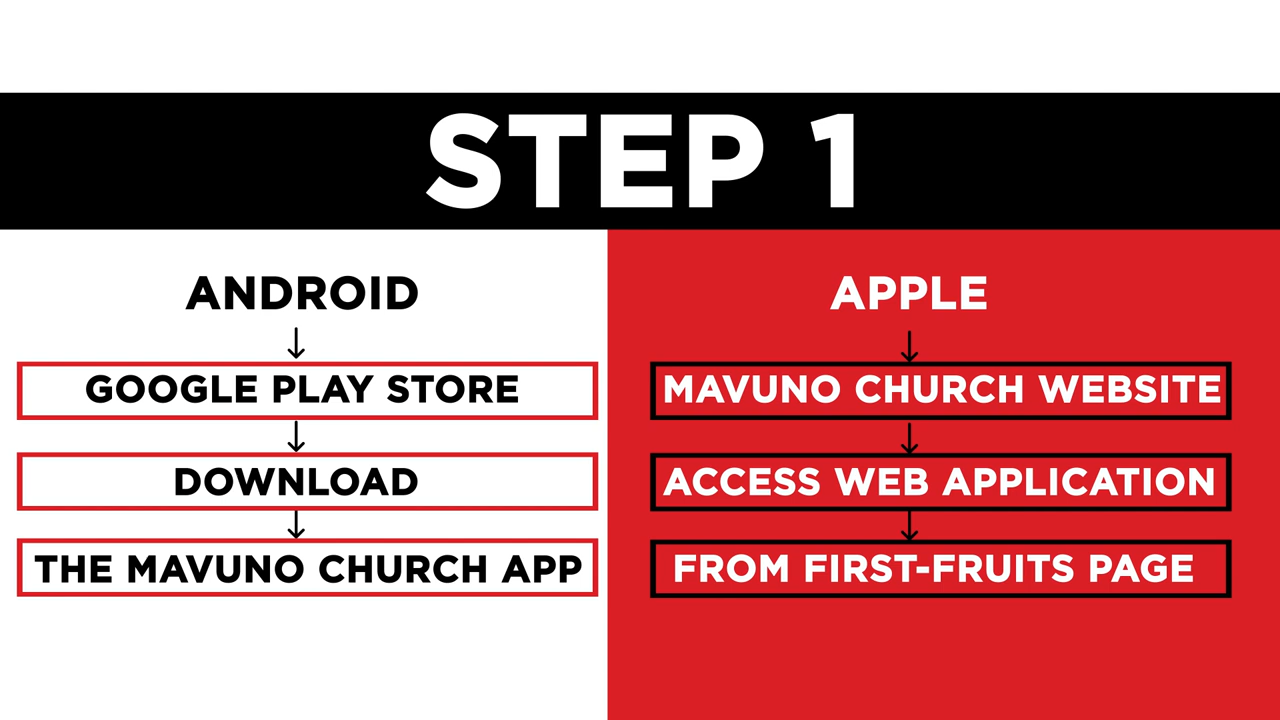 STEP 1
ANDROID
GOOGLE PLAY STORE
DOWNLOAD
THE MAVUNO CHURCH APP
APPLE
MAVUNO CHURCH WEBSITE
ACCESS WEB APPLICATION
FROM FIRST-FRUITS PAGE